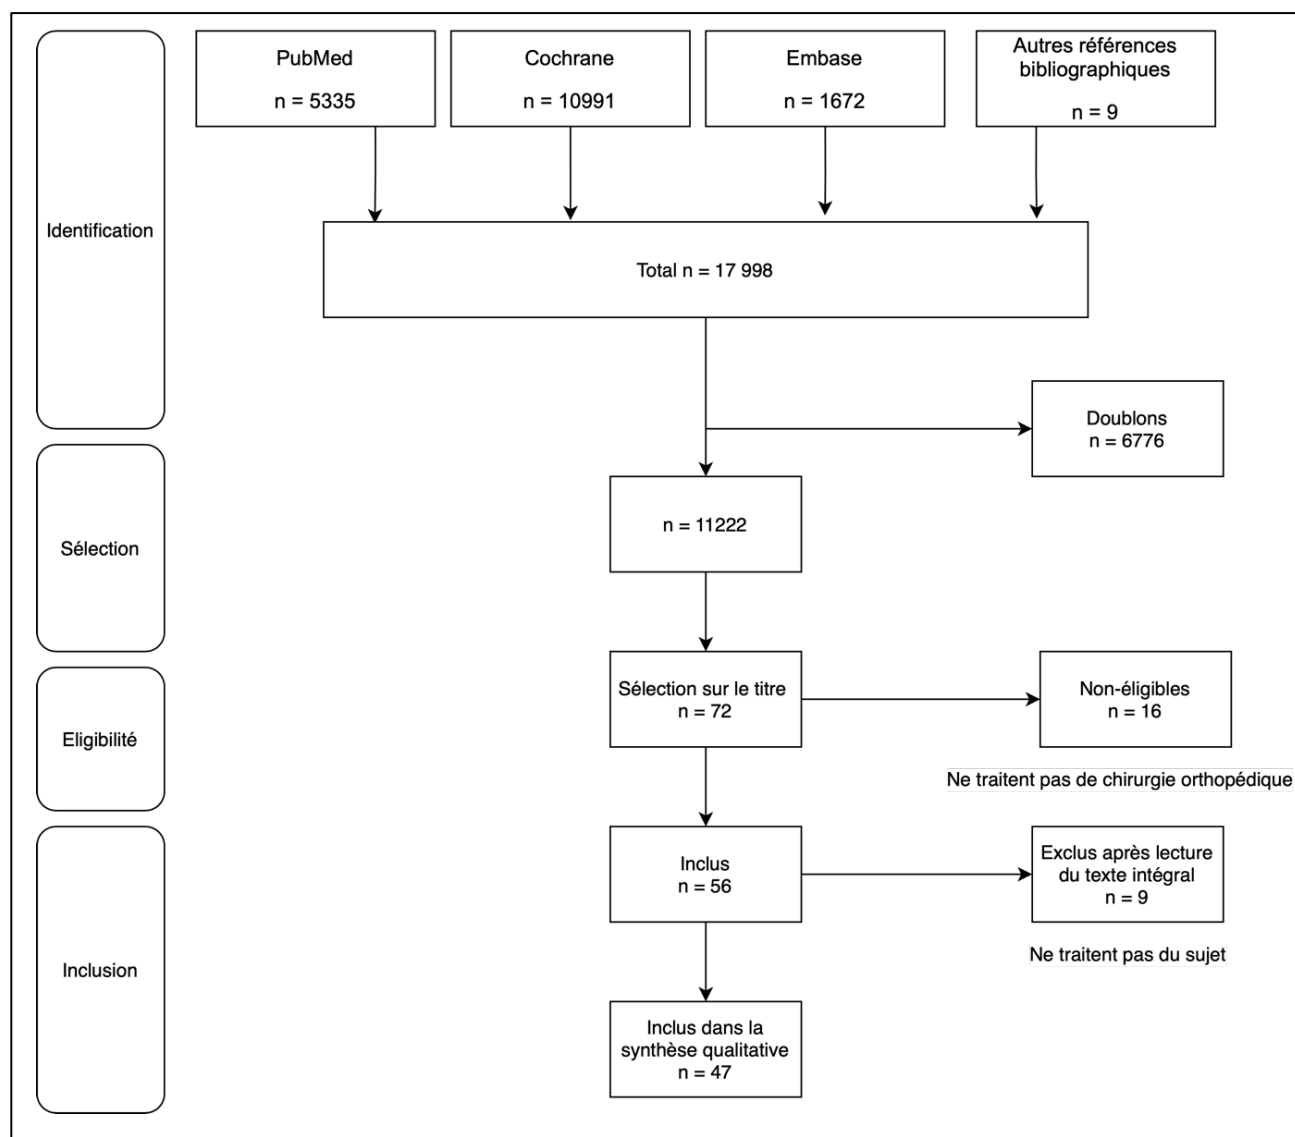 PubMed
n = 5335
Cochrane
n = 10991
Embase
n = 1672
Autres références
bibliographiques
n = 9
Identification
Total n = 17 998
Doublons
n = 6776
n = 11222
Sélection
Sélection sur le titre
n = 72
Non-éligibles
n = 16
Eligibilité
Ne traitent pas de chirurgie orthopédique
Inclus
n = 56
Exclus après lecture
du texte intégral
n = 9
Ne traitent pas du sujet
Inclusion
Inclus dans la
synthèse qualitative
n = 47